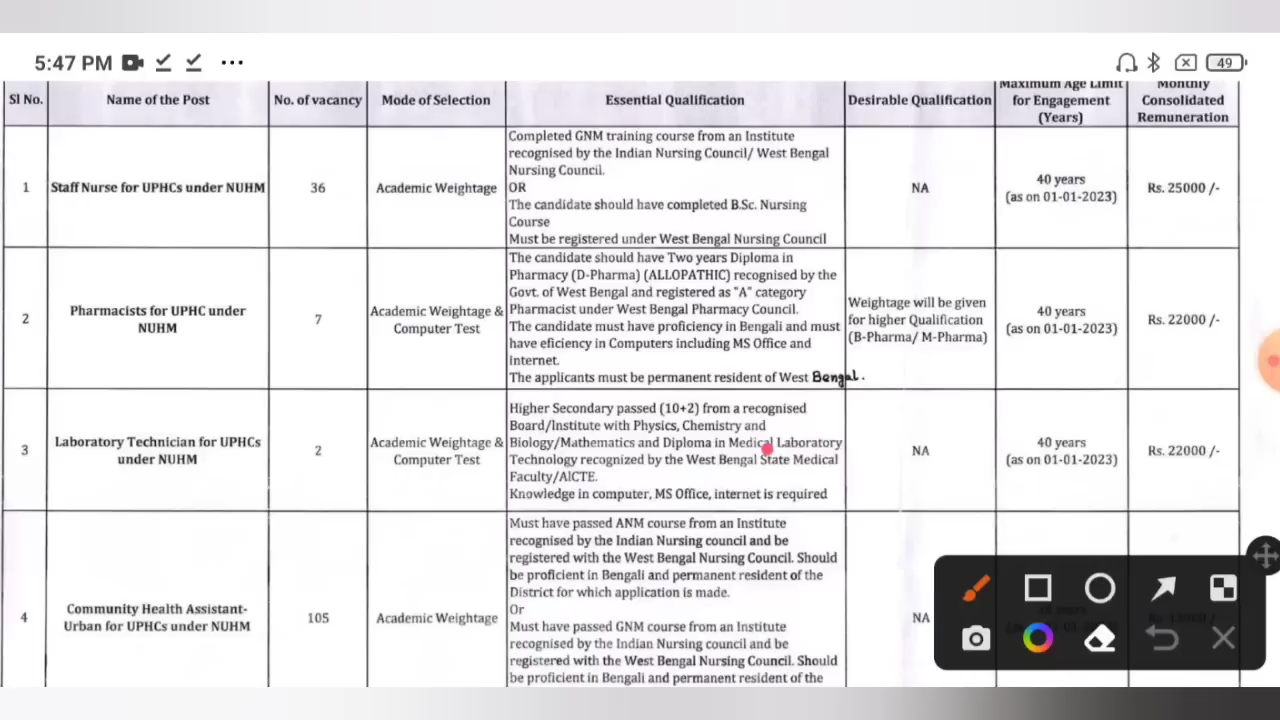 5:47 PM
49
Sl No.
Name of the Post
No. of vacancy
Mode of Selection
Essential Qualification
Desirable Qualification
Maximum Age Limit
for Engagement
(Years)
Monthly
Consolidated
Remuneration
1
Staff Nurse for UPHCs under NUHM
36
Academic Weightage
Completed GNM training course from an Institute
recognised by the Indian Nursing Council/ West Bengal
Nursing Council.
OR
The candidate should have completed B.Sc. Nursing
Course
Must be registered under West Bengal Nursing Council
NA
40 years
(as on 01-01-2023)
Rs. 25000 /-
2
Pharmacists for UPHC under
NUHM
7
Academic Weightage &
Computer Test
The candidate should have Two years Diploma in
Pharmacy (D-Pharma) (ALLOPATHIC) recognised by the
Govt. of West Bengal and registered as "A" category
Pharmacist under West Bengal Pharmacy Council.
The candidate must have proficiency in Bengali and must
have eficiency in Computers including MS Office and
internet.
The applicants must be permanent resident of West Bengal.
Weightage will be given
for higher Qualification
(B-Pharma/ M-Pharma)
40 years
(as on 01-01-2023)
Rs. 22000 /-
3
Laboratory Technician for UPHCs
under NUHM
2
Academic Weightage &
Computer Test
Higher Secondary passed (10+2) from a recognised
Board/Institute with Physics, Chemistry and
Biology/Mathematics and Diploma in Medical Laboratory
Technology recognized by the West Bengal State Medical
Faculty/AICTE.
Knowledge in computer, MS Office, internet is required
NA
40 years
(as on 01-01-2023)
Rs. 22000 /-
4
Community Health Assistant-
Urban for UPHCs under NUHM
105
Academic Weightage
Must have passed ANM course from an Institute
recognised by the Indian Nursing council and be
registered with the West Bengal Nursing Council. Should
be proficient in Bengali and permanent resident of the
District for which application is made.
Or
Must have passed GNM course from an Institute
recognised by the Indian Nursing council and be
registered with the West Bengal Nursing Council. Should
be proficient in Bengali and permanent resident of the
NA